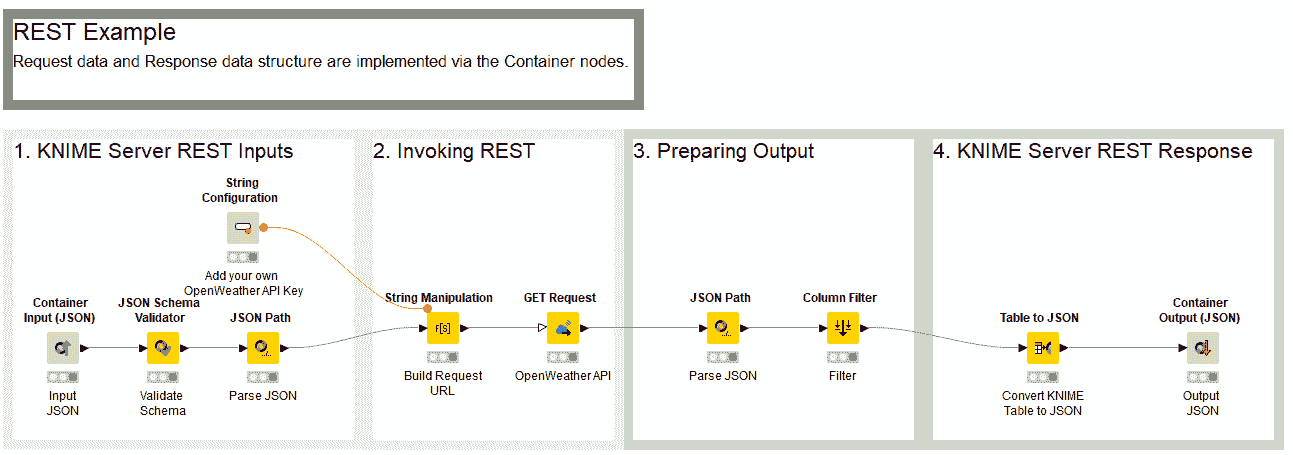 REST Example
Request data and Response data structure are implemented via the Container nodes.
1. KNIME Server REST Inputs
String
Configuration
Add your own
OpenWeather API Key
Container
Input (JSON)
Input
JSON
JSON Schema
Validator
Validate
Schema
JSON Path
Parse JSON
2. Invoking REST
String Manipulation
F[S]
Build Request
URL
GET Request
OpenWeather API
3. Preparing Output
JSON Path
Parse JSON
Column Filter
Filter
4. KNIME Server REST Response
Table to JSON
Convert KNIME
Table to JSON
Container
Output (JSON)
Output
JSON